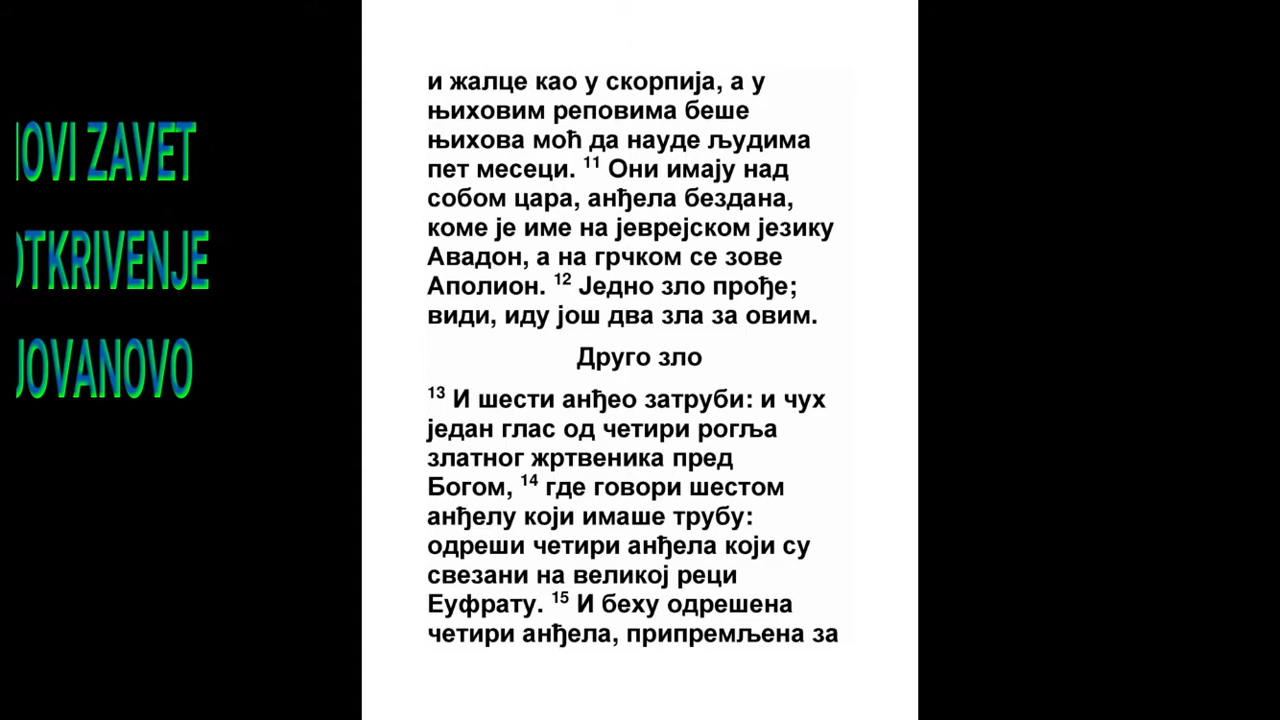 NOVI ZAVET
OTKRIVENJE
JOVANOVO
и жалце као у скорпија, а у
њиховим реповима беше
њихова моћ да науде људима
пет месеци. 11 Они имају над
собом цара, анђела бездана,
коме је име на јеврејском језику
Авадон, а на грчком се зове
Аполион. 12 Једно зло прође;
види, иду још два зла за овим.
Друго зло
13 И шести анђео затруби: и чух
један глас од четири рогља
златног жртвеника пред
Богом, 14 где говори шестом
анђелу који имаше трубу:
одреши четири анђела који су
свезани на великој реци
Еуфрату. 15 И беху одрешена
четири анђела, припремљена за